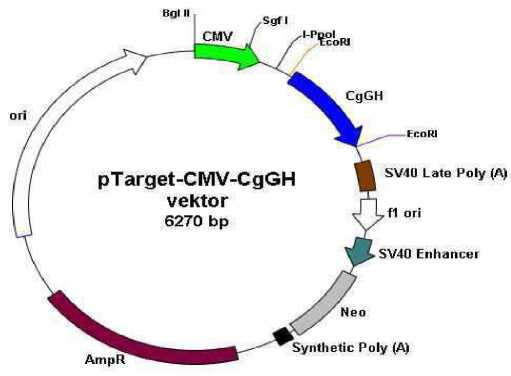 Bgl II
CMV
Sgf I
I-PpoI
EcoRI
CgGH
EcoRI
ori
pTarget-CMV-CgGH
vektor
6270 bp
SV40 Late Poly (A)
f1 ori
SV40 Enhancer
Neo
Synthetic Poly (A)
AmpR